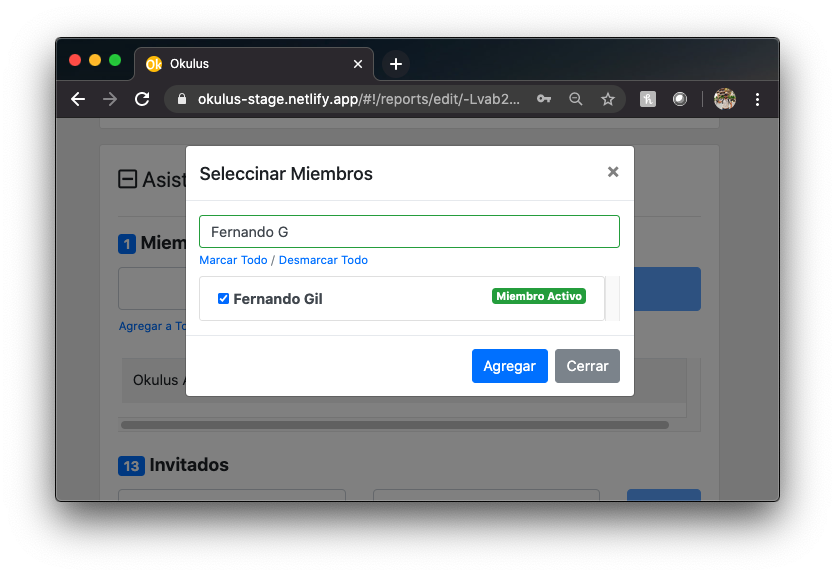 Ok Okulus
okulus-stage.netlify.app/#!/reports/edit/-Lvab2...
Seleccinar Miembros
Asist
Fernando G
1 Miem
Marcar Todo / Desmarcar Todo
Fernando Gil Miembro Activo
Agregar a To
Agregar Cerrar
Okulus A
13 Invitados